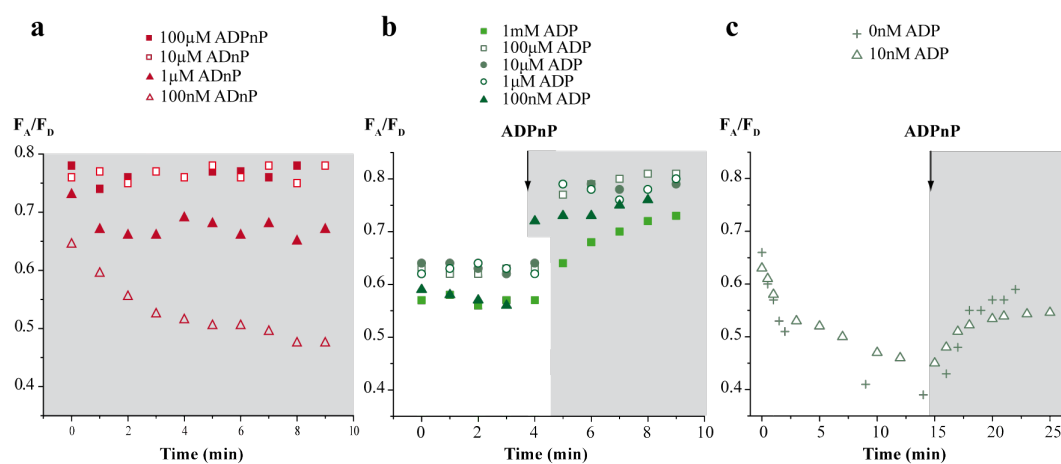 a
100µM ADPnP
10µM ADnP
1µM ADnP
100nM ADnP
F_A/F_D
0.8
0.7
0.6
0.5
0.4
0 2 4 6 8 10
Time (min)
b
1mM ADP
100µM ADP
10µM ADP
1µM ADP
100nM ADP
F_A/F_D
ADPnP
0.8
0.7
0.6
0.5
0.4
0 2 4 6 8 10
Time (min)
c
0nM ADP
10nM ADP
F_A/F_D
ADPnP
0.8
0.7
0.6
0.5
0.4
0 5 10 15 20 25
Time (min)